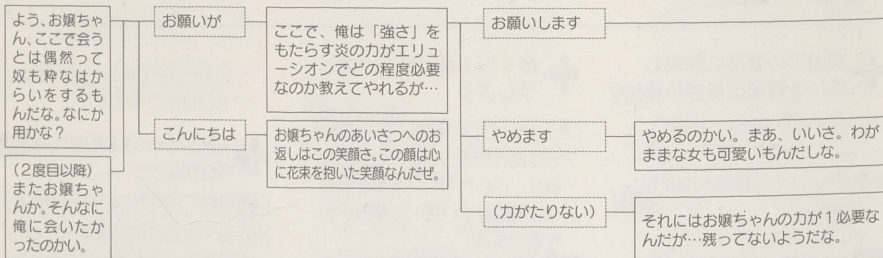 よう、お嬢ちゃ
ん、ここで会う
とは偶然って
奴も粋なはか
らいをするも
んだな。なにか
用かな？
(2度目以降)
またお嬢ちゃ
んか。そんなに
俺に会いたか
ったのかい。
お願いが
こんにちは
ここで、俺は「強さ」を
もたらす炎の力がエリュ
ーシオンでどの程度必要
なのか教えてやれるが…
お嬢ちゃんのあいさつへのお
返しはこの笑顔さ。この顔は心
に花束を抱いた笑顔なんだぜ。
お願いします
やめます
やめるのかい。まあ、いいさ。わが
ままな女も可愛いもんだしな。
(力がたりない)
それにはお嬢ちゃんの力が1必要な
んだが…残ってないようだな。